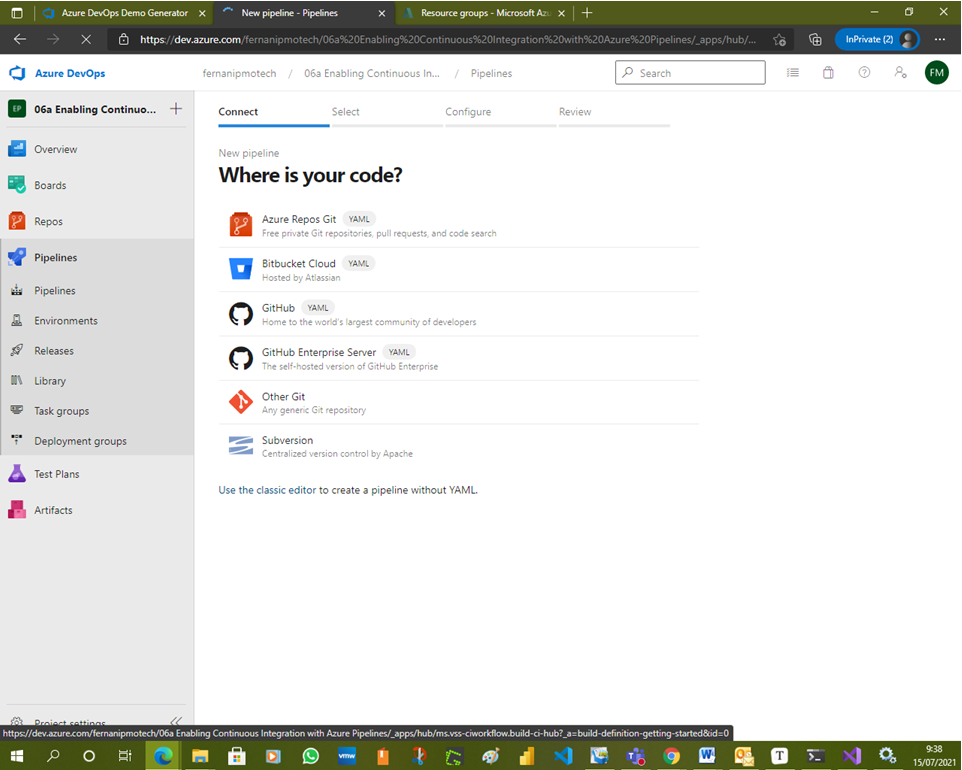 Azure DevOps Demo Generator
New pipeline - Pipelines
Resource groups - Microsoft Az
https://dev.azure.com/fernanipmotech/06a%20Enabling%20Continuous%20Integration%20with%20Azure%20Pipelines/_apps/hub/...
InPrivate (2)
Azure DevOps
fernanipmotech / 06a Enabling Continuous In... / Pipelines
Search
FM
EP
06a Enabling Continuo...
Overview
Boards
Repos
Pipelines
Pipelines
Environments
Releases
Library
Task groups
Deployment groups
Test Plans
Artifacts
Project settings
Connect
Select
Configure
Review
New pipeline
Where is your code?
Azure Repos Git YAML
Free private Git repositories, pull requests, and code search
Bitbucket Cloud YAML
Hosted by Atlassian
GitHub YAML
Home to the world's largest community of developers
GitHub Enterprise Server YAML
The self-hosted version of GitHub Enterprise
Other Git
Any generic Git repository
Subversion
Centralized version control by Apache
Use the classic editor to create a pipeline without YAML.
https://dev.azure.com/fernanipmotech/06a Enabling Continuous Integration with Azure Pipelines/_apps/hub/ms.vss-ciworkflow.build-ci-hub?_a=build-definition-getting-started&id=0
vmw
9:38
15/07/2021